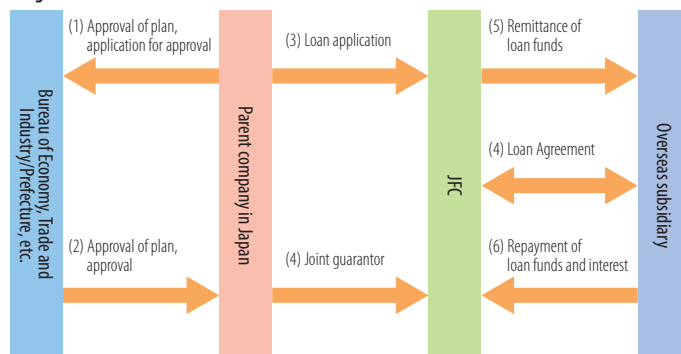 (1) Approval of plan,
application for approval
(3) Loan application
(5) Remittance of
loan funds
Bureau of Economy, Trade and
Industry/Prefecture, etc.
Parent company in Japan
JFC
Overseas subsidiary
(4) Loan Agreement
(2) Approval of plan,
approval
(4) Joint guarantor
(6) Repayment of
loan funds and interest